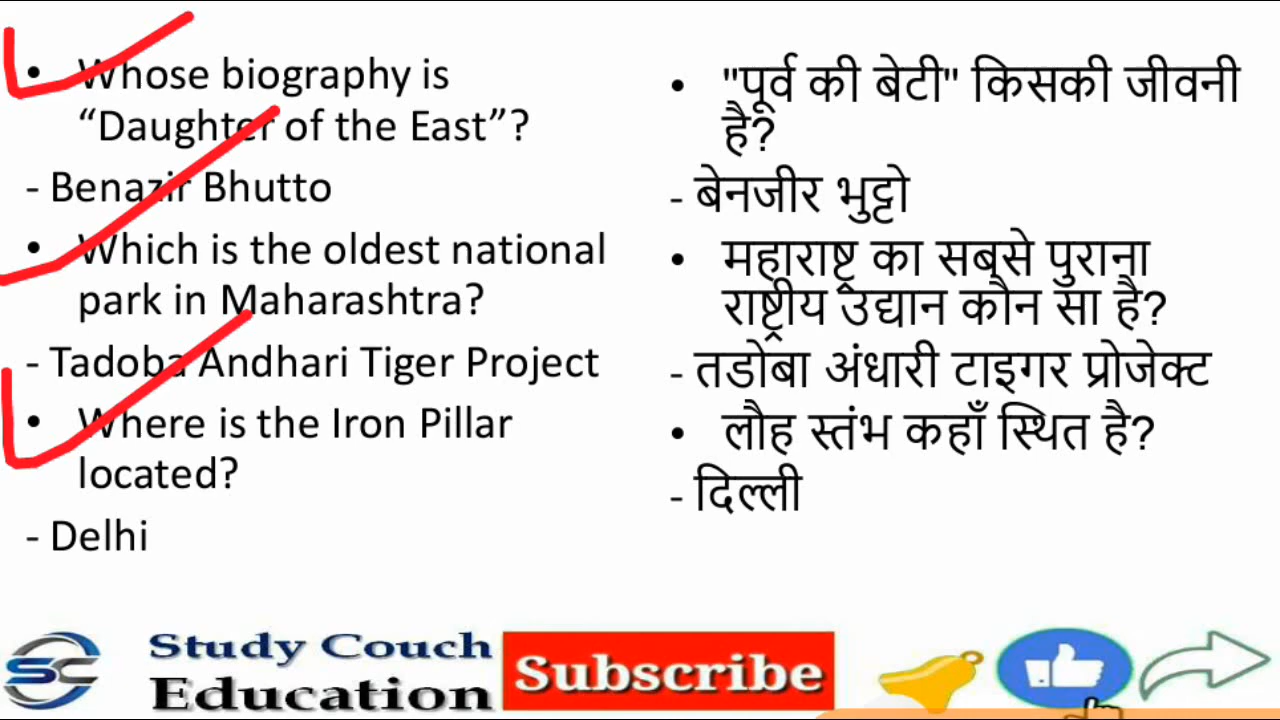 • Whose biography is
“Daughter of the East”?
- Benazir Bhutto
• Which is the oldest national
park in Maharashtra?
- Tadoba Andhari Tiger Project
• Where is the Iron Pillar
located?
- Delhi
• "पूर्व की बेटी" किसकी जीवनी
है?
- बेनजीर भुट्टो
• महाराष्ट्र का सबसे पुराना
राष्ट्रीय उद्यान कौन सा है?
- तडोबा अंधारी टाइगर प्रोजेक्ट
• लौह स्तंभ कहाँ स्थित है?
- दिल्ली
SC
Study Couch
Education
Subscribe